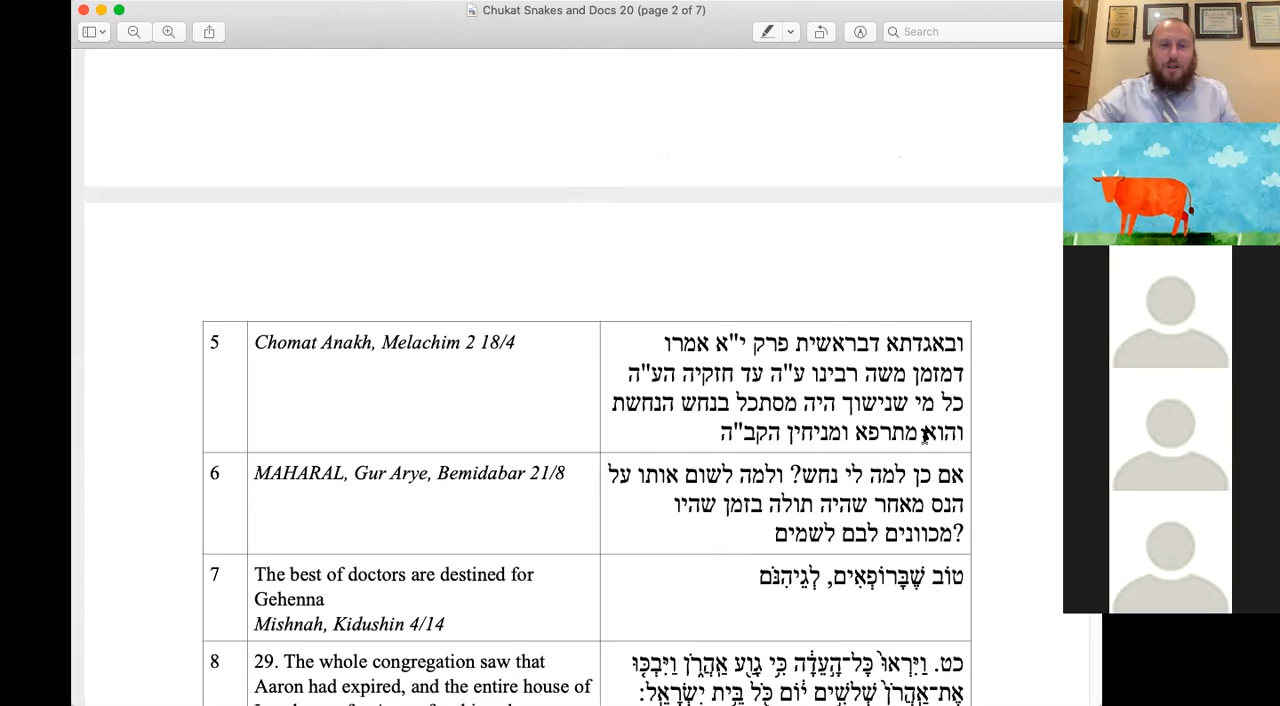 Chukat Snakes and Docs 20 (page 2 of 7)
Search
5
Chomat Anakh, Melachim 2 18/4
ובאגדתא דבראשית פרק י"א אמרו
דמזמן משה רבינו ע"ה עד חזקיה הע"ה
כל מי שנישוך היה מסתכל בנחש הנחשת
והוא מתרפא ומניחין הקב"ה
6
MAHARAL, Gur Arye, Bemidabar 21/8
אם כן למה לי נחש? ולמה לשום אותו על
הנס מאחר שהיה תולה בזמן שהיו
מכוונים לבם לשמים?
7
The best of doctors are destined for
Gehenna
Mishnah, Kidushin 4/14
טוֹב שֶׁבָּרוֹפְאִים, לְגֵיהִנֹּם
8
29. The whole congregation saw that
Aaron had expired, and the entire house of
כט. וַיִּרְאוּ כָּל־הָעֵדָה כִּי גָוַע אַהֲרֹן וַיִּבְכּוּ
אֶת־אַהֲרֹן שְׁלֹשִׁים יוֹם כֹּל בֵּית יִשְׂרָאֵל: